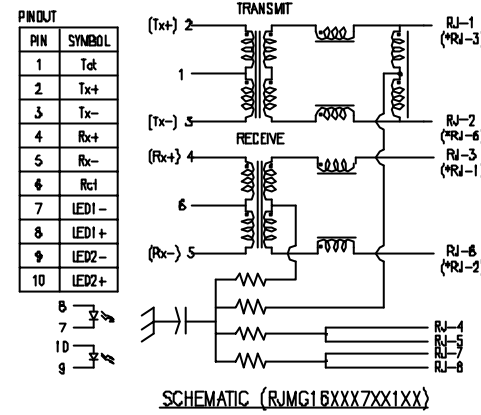 PINOUT
PIN SYMBOL
1 Tct
2 Tx+
3 Tx-
4 Rx+
5 Rx-
6 Rct
7 LED1-
8 LED1+
9 LED2-
10 LED2+
TRANSMIT
(Tx+) 2
RJ-1
(*RJ-3)
1
(Tx-) 3
RJ-2
(*RJ-6)
RECEIVE
(Rx+) 4
RJ-3
(*RJ-1)
6
(Rx-) 5
RJ-6
(*RJ-2)
8
7
10
9
RJ-4
RJ-5
RJ-7
RJ-8
SCHEMATIC (RJMG16XXX7XX1XX)